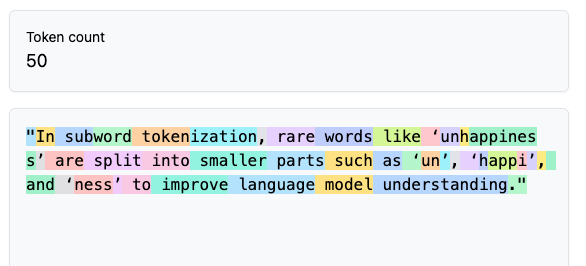 Token count
50
"In subword tokenization, rare words like ‘unhappines
s’ are split into smaller parts such as ‘un’, ‘happi’,
and ‘ness’ to improve language model understanding."